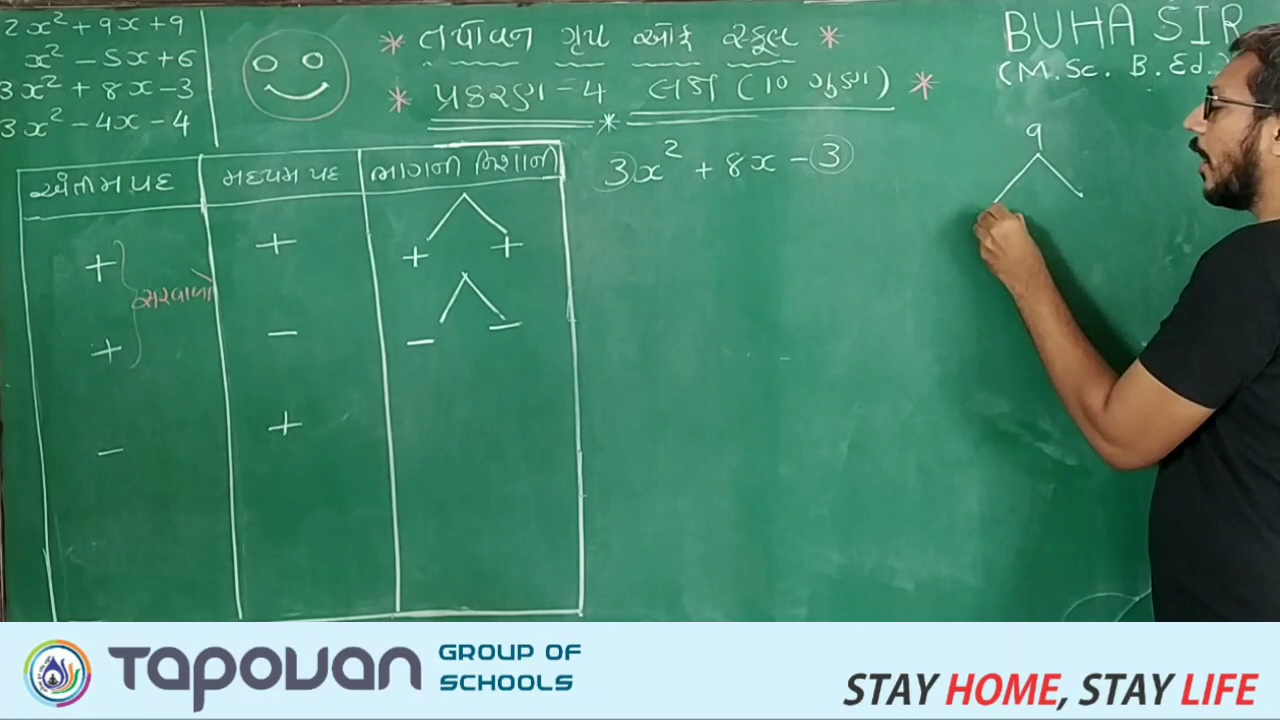 2x² + 9x + 9
x² - 5x + 6
3x² + 8x - 3
3x² - 4x - 4
* તપોવન ગ્રુપ ઓફ સ્કુલ *
* પ્રકરણ - 4 લક્ષ (10 ગુણ) *
BUHA SIR
(M.Sc. B.Ed.)
અંતિમ પદ મધ્યમ પદ ભાગની નિશાની
+ + + +
+ - - -
સરવાળો
- +
3x² + 8x - 3
9
TAPOVAN GROUP OF SCHOOLS
STAY HOME, STAY LIFE